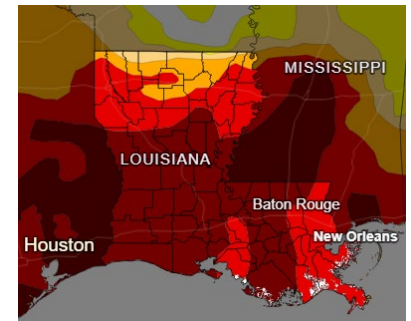 MISSISSIPPI
LOUISIANA
Baton Rouge
New Orleans
Houston